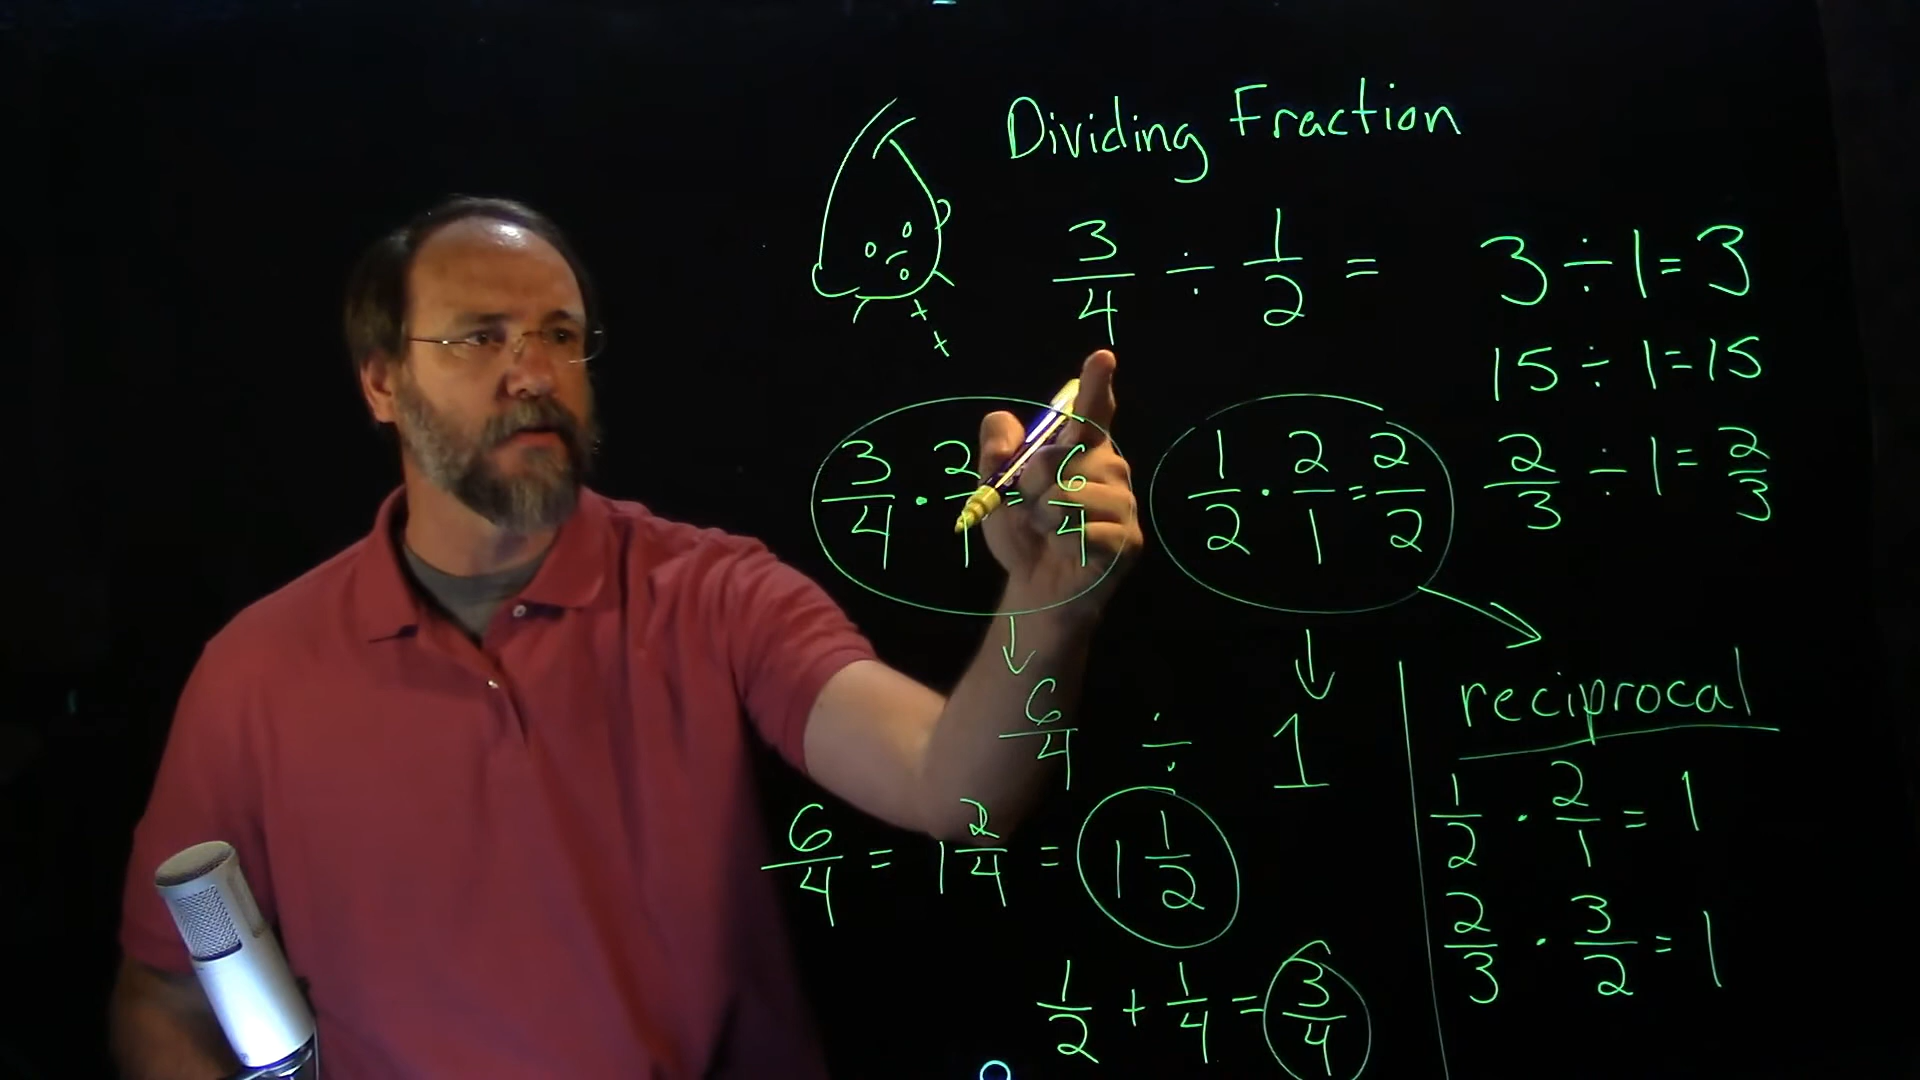 Dividing Fraction
3/4 ÷ 1/2 =
3 ÷ 1 = 3
15 ÷ 1 = 15
2/3 ÷ 1 = 2/3
3/4 · 2/1 = 6/4
1/2 · 2/1 = 2/2
6/4 ÷ 1
6/4 = 1 2/4 = 1 1/2
1/2 + 1/4 = 3/4
reciprocal
1/2 · 2/1 = 1
2/3 · 3/2 = 1